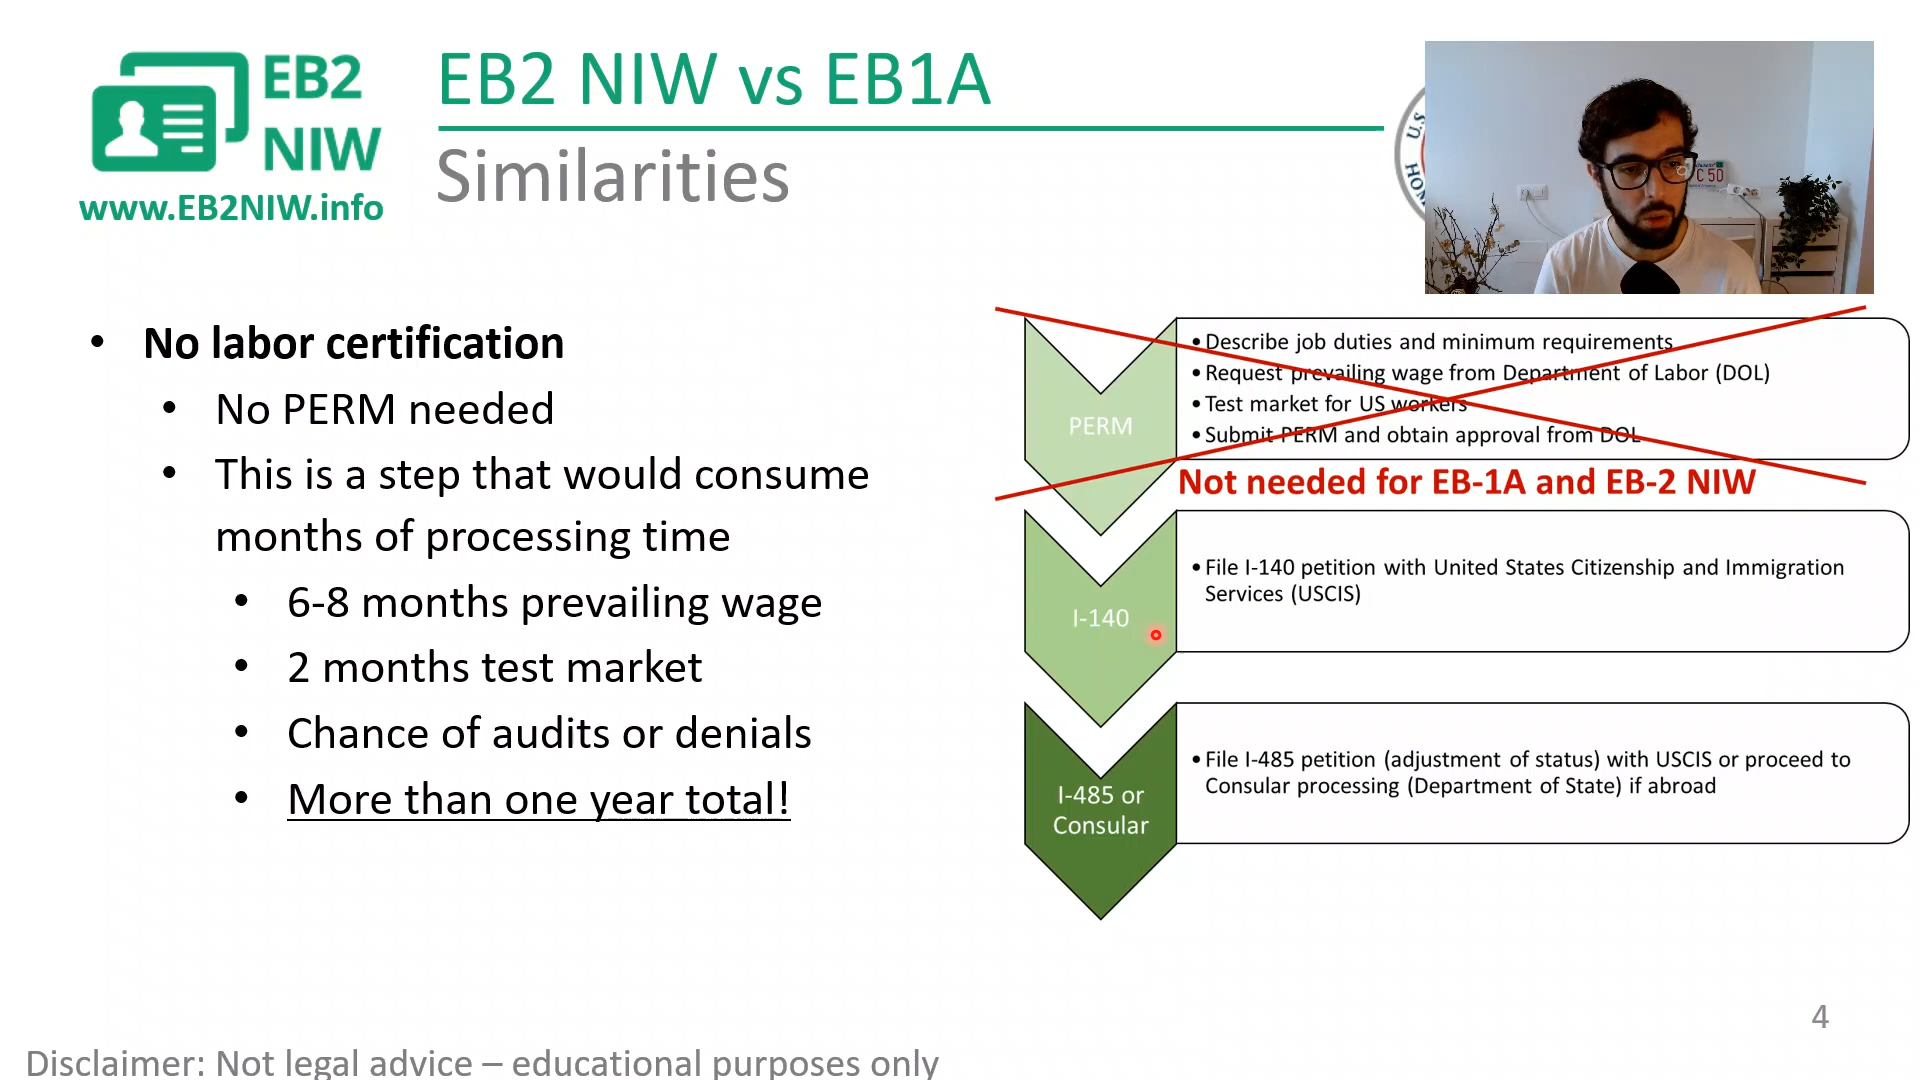 EB2
NIW
www.EB2NIW.info
EB2 NIW vs EB1A
Similarities
U.S.
HOM
C 5D
• No labor certification
• No PERM needed
• This is a step that would consume
months of processing time
• 6-8 months prevailing wage
• 2 months test market
• Chance of audits or denials
• More than one year total!
PERM
• Describe job duties and minimum requirements
• Request prevailing wage from Department of Labor (DOL)
• Test market for US workers
• Submit PERM and obtain approval from DOL
Not needed for EB-1A and EB-2 NIW
I-140
• File I-140 petition with United States Citizenship and Immigration
Services (USCIS)
I-485 or
Consular
• File I-485 petition (adjustment of status) with USCIS or proceed to
Consular processing (Department of State) if abroad
4
Disclaimer: Not legal advice – educational purposes only